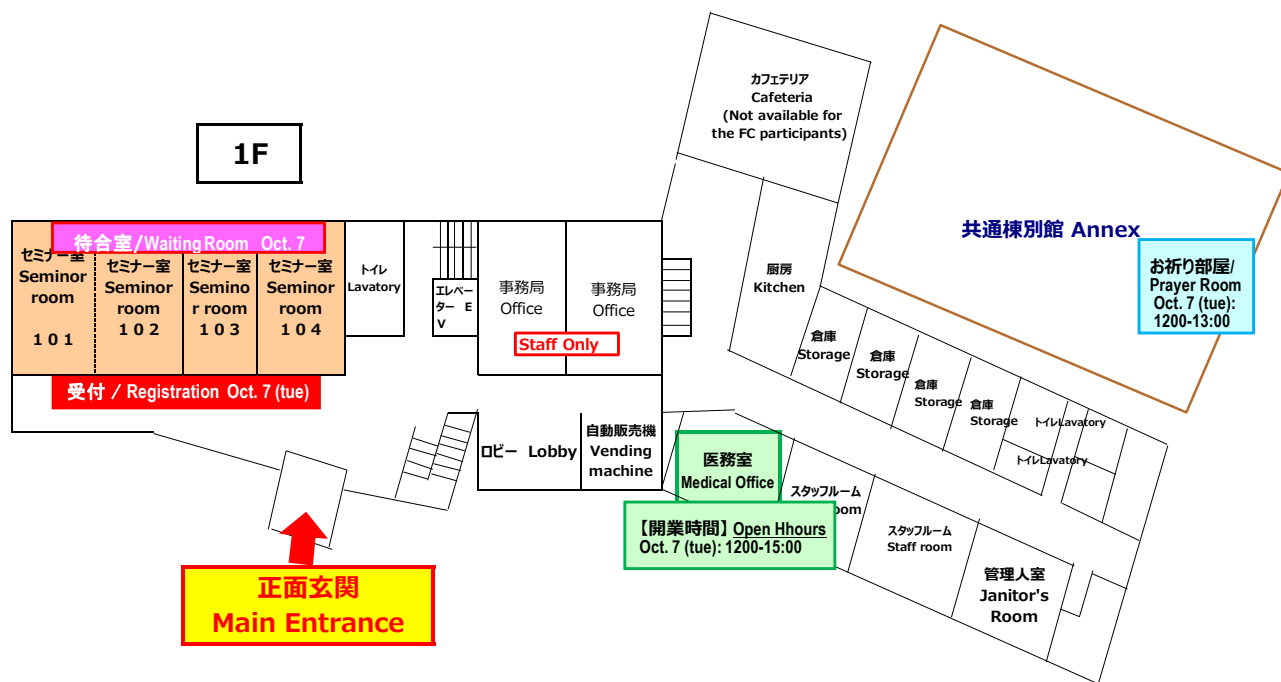 1F
カフェテリア
Cafeteria
(Not available for
the FC participants)
共通棟別館 Annex
お祈り部屋/
Prayer Room
Oct. 7 (tue):
1200-13:00
待合室/Waiting Room Oct. 7
セミナー室
Seminor
room
１０１
セミナー室
Seminor
room
１０２
セミナー室
Semino
r room
１０３
セミナー室
Seminor
room
１０４
トイレ
Lavatory
エレベー
ター E
V
事務局
Office
事務局
Office
Staff Only
厨房
Kitchen
倉庫
Storage
倉庫
Storage
倉庫
Storage
倉庫
Storage
トイレLavatory
トイレLavatory
受付 / Registration Oct. 7 (tue)
ロビー Lobby
自動販売機
Vending
machine
医務室
Medical Office
【開業時間】 Open Hhours
Oct. 7 (tue): 1200-15:00
スタッフルーム
スタッフルーム
Staff room
管理人室
Janitor's
Room
正面玄関
Main Entrance